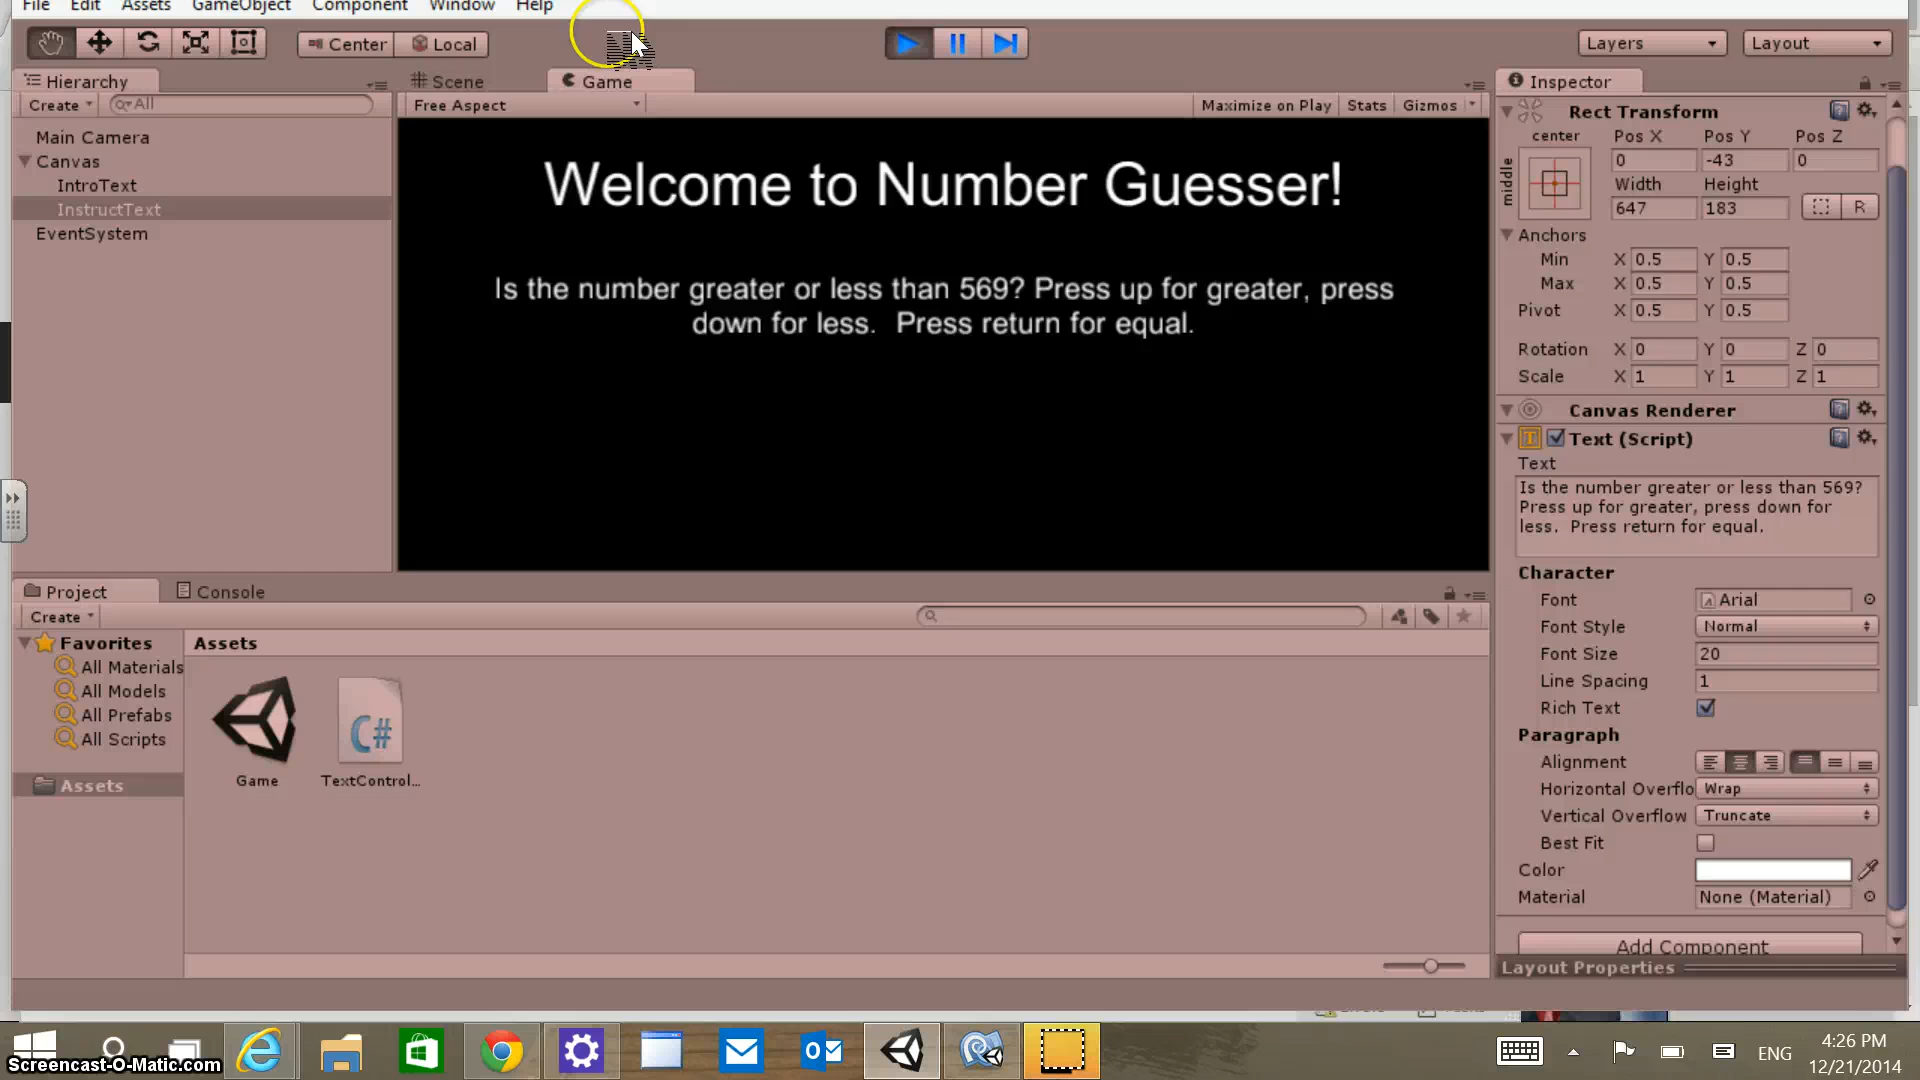 File Edit Assets GameObject Component Window Help
Center Local
Layers Layout
Hierarchy
Create All
Main Camera
Canvas
IntroText
InstructText
EventSystem
Scene Game
Free Aspect Maximize on Play Stats Gizmos
Welcome to Number Guesser!
Is the number greater or less than 569? Press up for greater, press
down for less. Press return for equal.
Inspector
Rect Transform
center Pos X Pos Y Pos Z
middle
0 -43 0
Width Height
647 183 R
Anchors
Min X 0.5 Y 0.5
Max X 0.5 Y 0.5
Pivot X 0.5 Y 0.5
Rotation X 0 Y 0 Z 0
Scale X 1 Y 1 Z 1
Canvas Renderer
Text (Script)
Text
Is the number greater or less than 569?
Press up for greater, press down for
less. Press return for equal.
Character
Font Arial
Font Style Normal
Font Size 20
Line Spacing 1
Rich Text
Paragraph
Alignment
Horizontal Overflo Wrap
Vertical Overflow Truncate
Best Fit
Color
Material None (Material)
Add Component
Layout Properties
Project Console
Create
Favorites
All Materials
All Models
All Prefabs
All Scripts
Assets
Assets
Game TextControl...
C#
Screencast-O-Matic.com
ENG
4:26 PM
12/21/2014